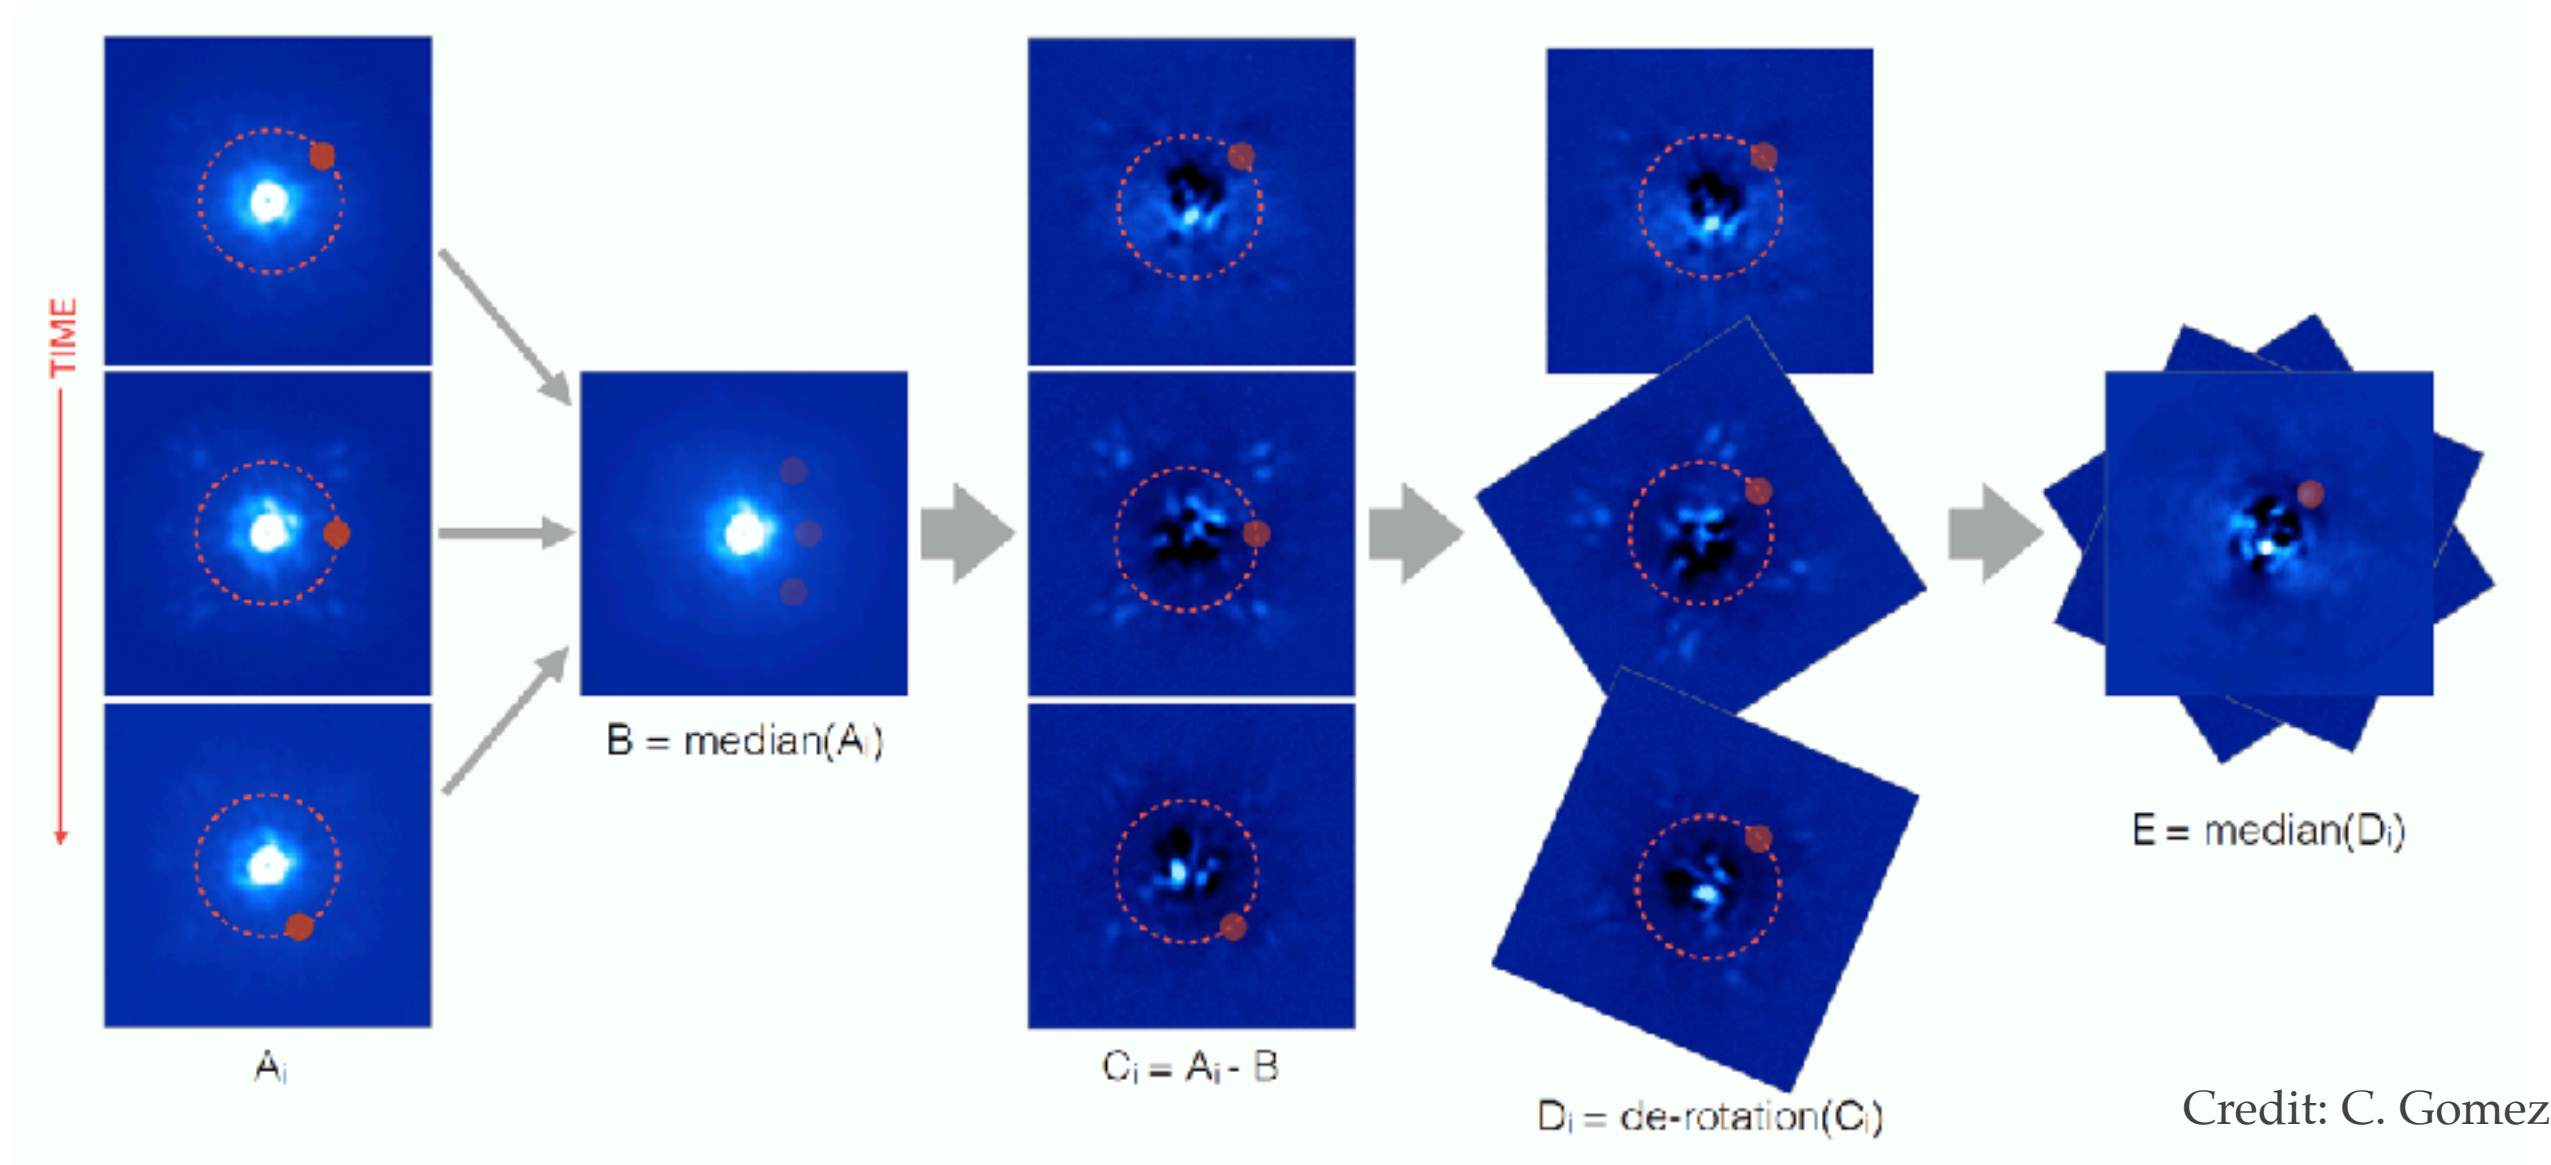 TIME
Aᵢ
B = median(Aᵢ)
Cᵢ = Aᵢ - B
Dᵢ = de-rotation(Cᵢ)
E = median(Dᵢ)
Credit: C. Gomez